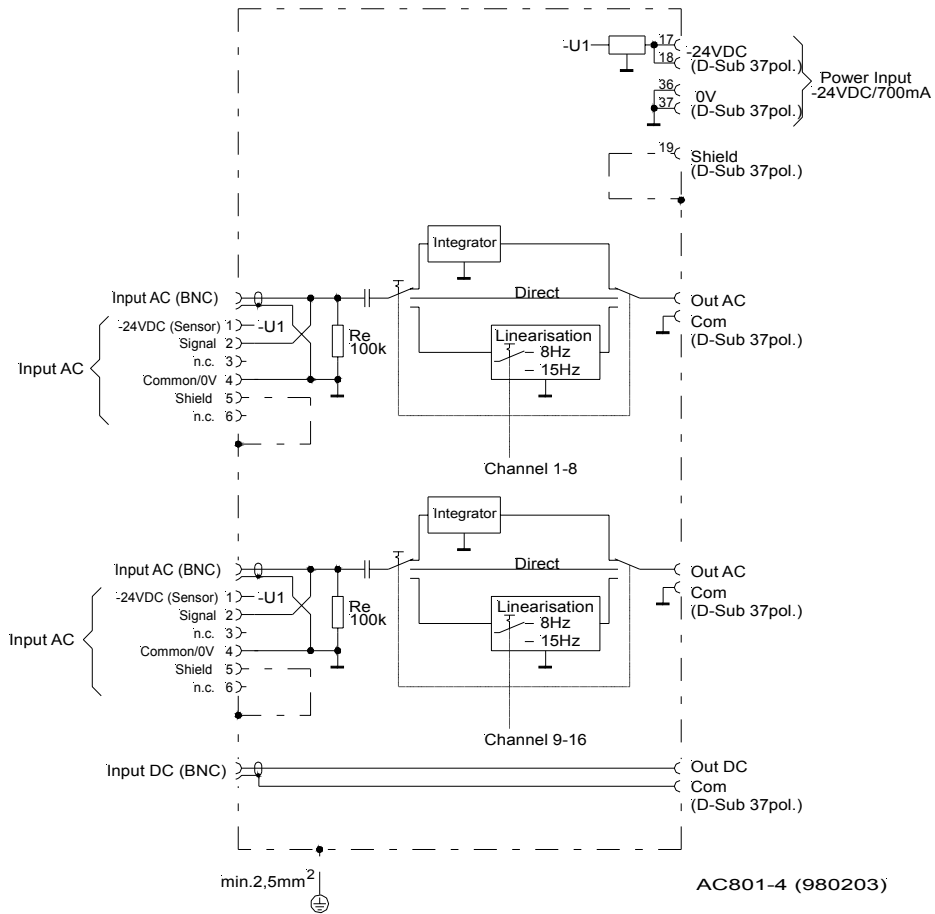 -U1
17
-24VDC
18
(D-Sub 37pol.)
36
0V
37
(D-Sub 37pol.)
Power Input
-24VDC/700mA
19
Shield
(D-Sub 37pol.)
Integrator
Input AC (BNC)
Direct
Out AC
Com
(D-Sub 37pol.)
-24VDC (Sensor) 1
-U1
Signal 2
n.c. 3
Common/0V 4
Shield 5
n.c. 6
Input AC
Re
100k
Linearisation
8Hz
15Hz
Channel 1-8
Integrator
Input AC (BNC)
Direct
Out AC
Com
(D-Sub 37pol.)
-24VDC (Sensor) 1
-U1
Signal 2
n.c. 3
Common/0V 4
Shield 5
n.c. 6
Input AC
Re
100k
Linearisation
8Hz
15Hz
Channel 9-16
Input DC (BNC)
Out DC
Com
(D-Sub 37pol.)
min.2,5mm²
AC801-4 (980203)